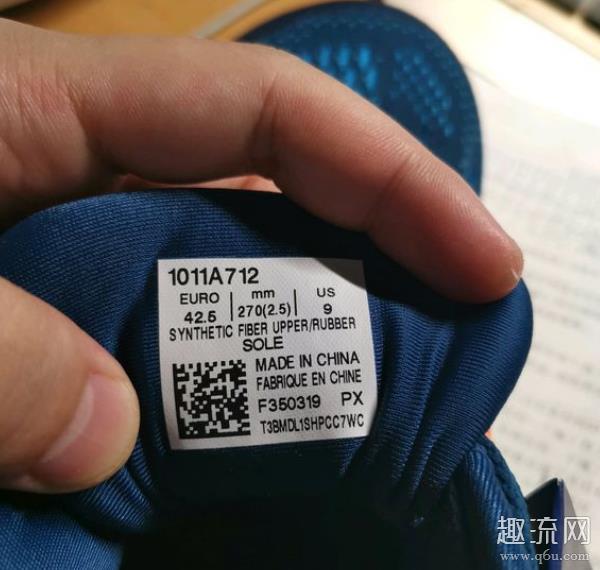 1011A712
EURO mm US
42.5 270(2.5) 9
SYNTHETIC FIBER UPPER/RUBBER
SOLE
MADE IN CHINA
FABRIQUE EN CHINE
F350319 PX
T3BMDL1SHPCC7WC
趣流网
www.q6u.com